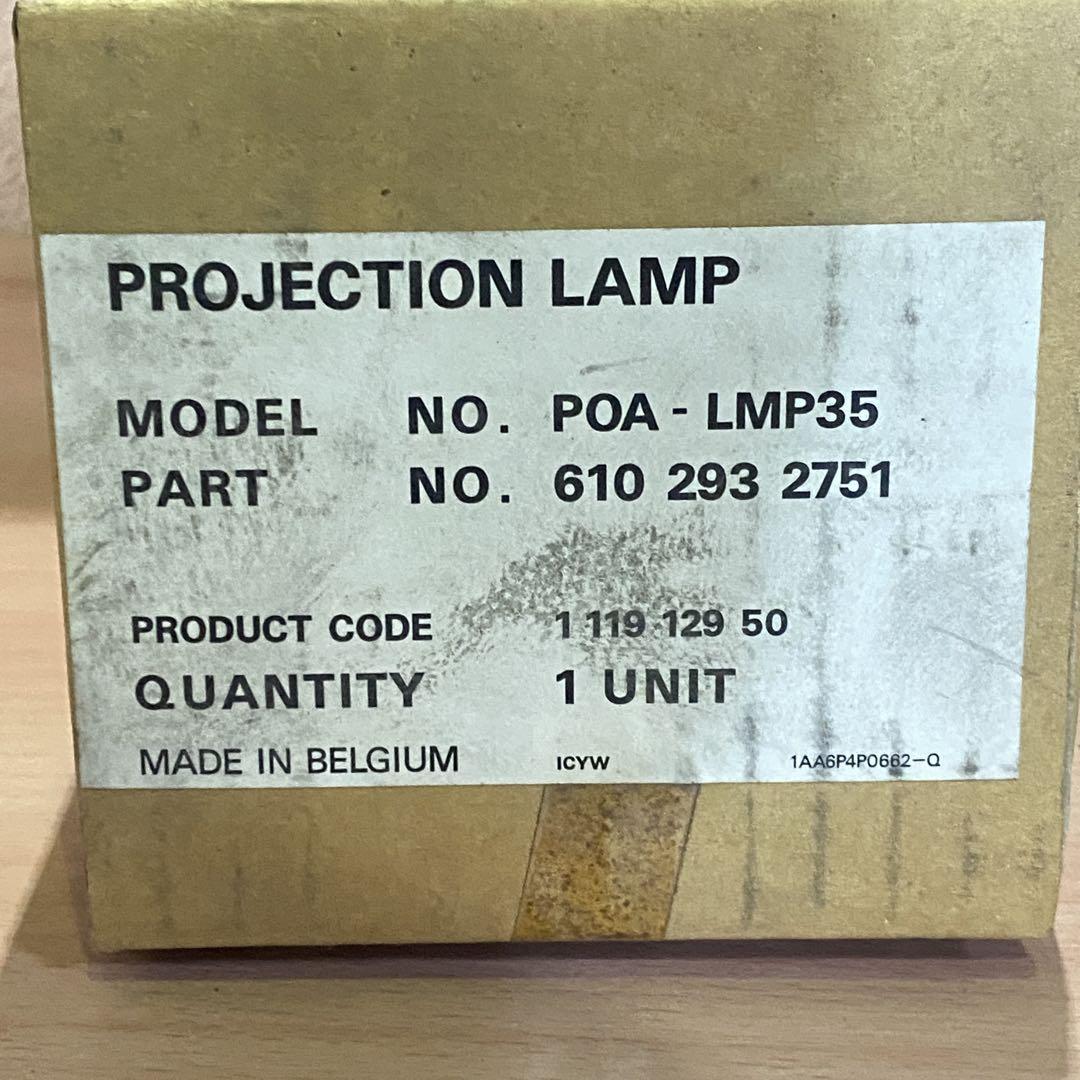 PROJECTION LAMP
MODEL NO. POA - LMP35
PART NO. 610 293 2751
PRODUCT CODE 1 119 129 50
QUANTITY 1 UNIT
MADE IN BELGIUM ICYW 1AA6P4P0662-Q